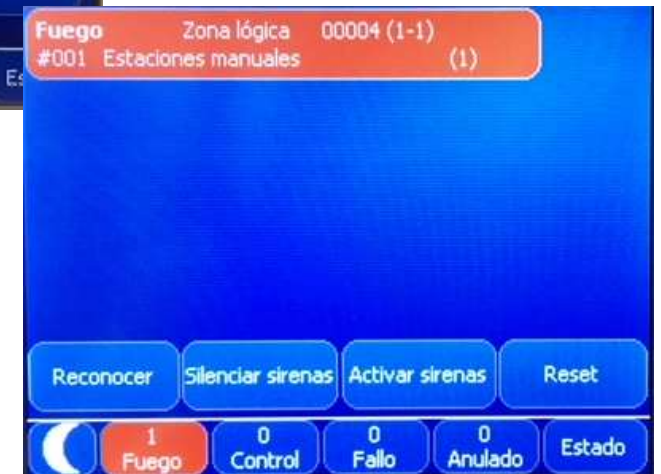 Fuego Zona lógica 00004 (1-1)
#001 Estaciones manuales (1)
Reconocer Silenciar sirenas Activar sirenas Reset
1 0 0 0
Fuego Control Fallo Anulado Estado